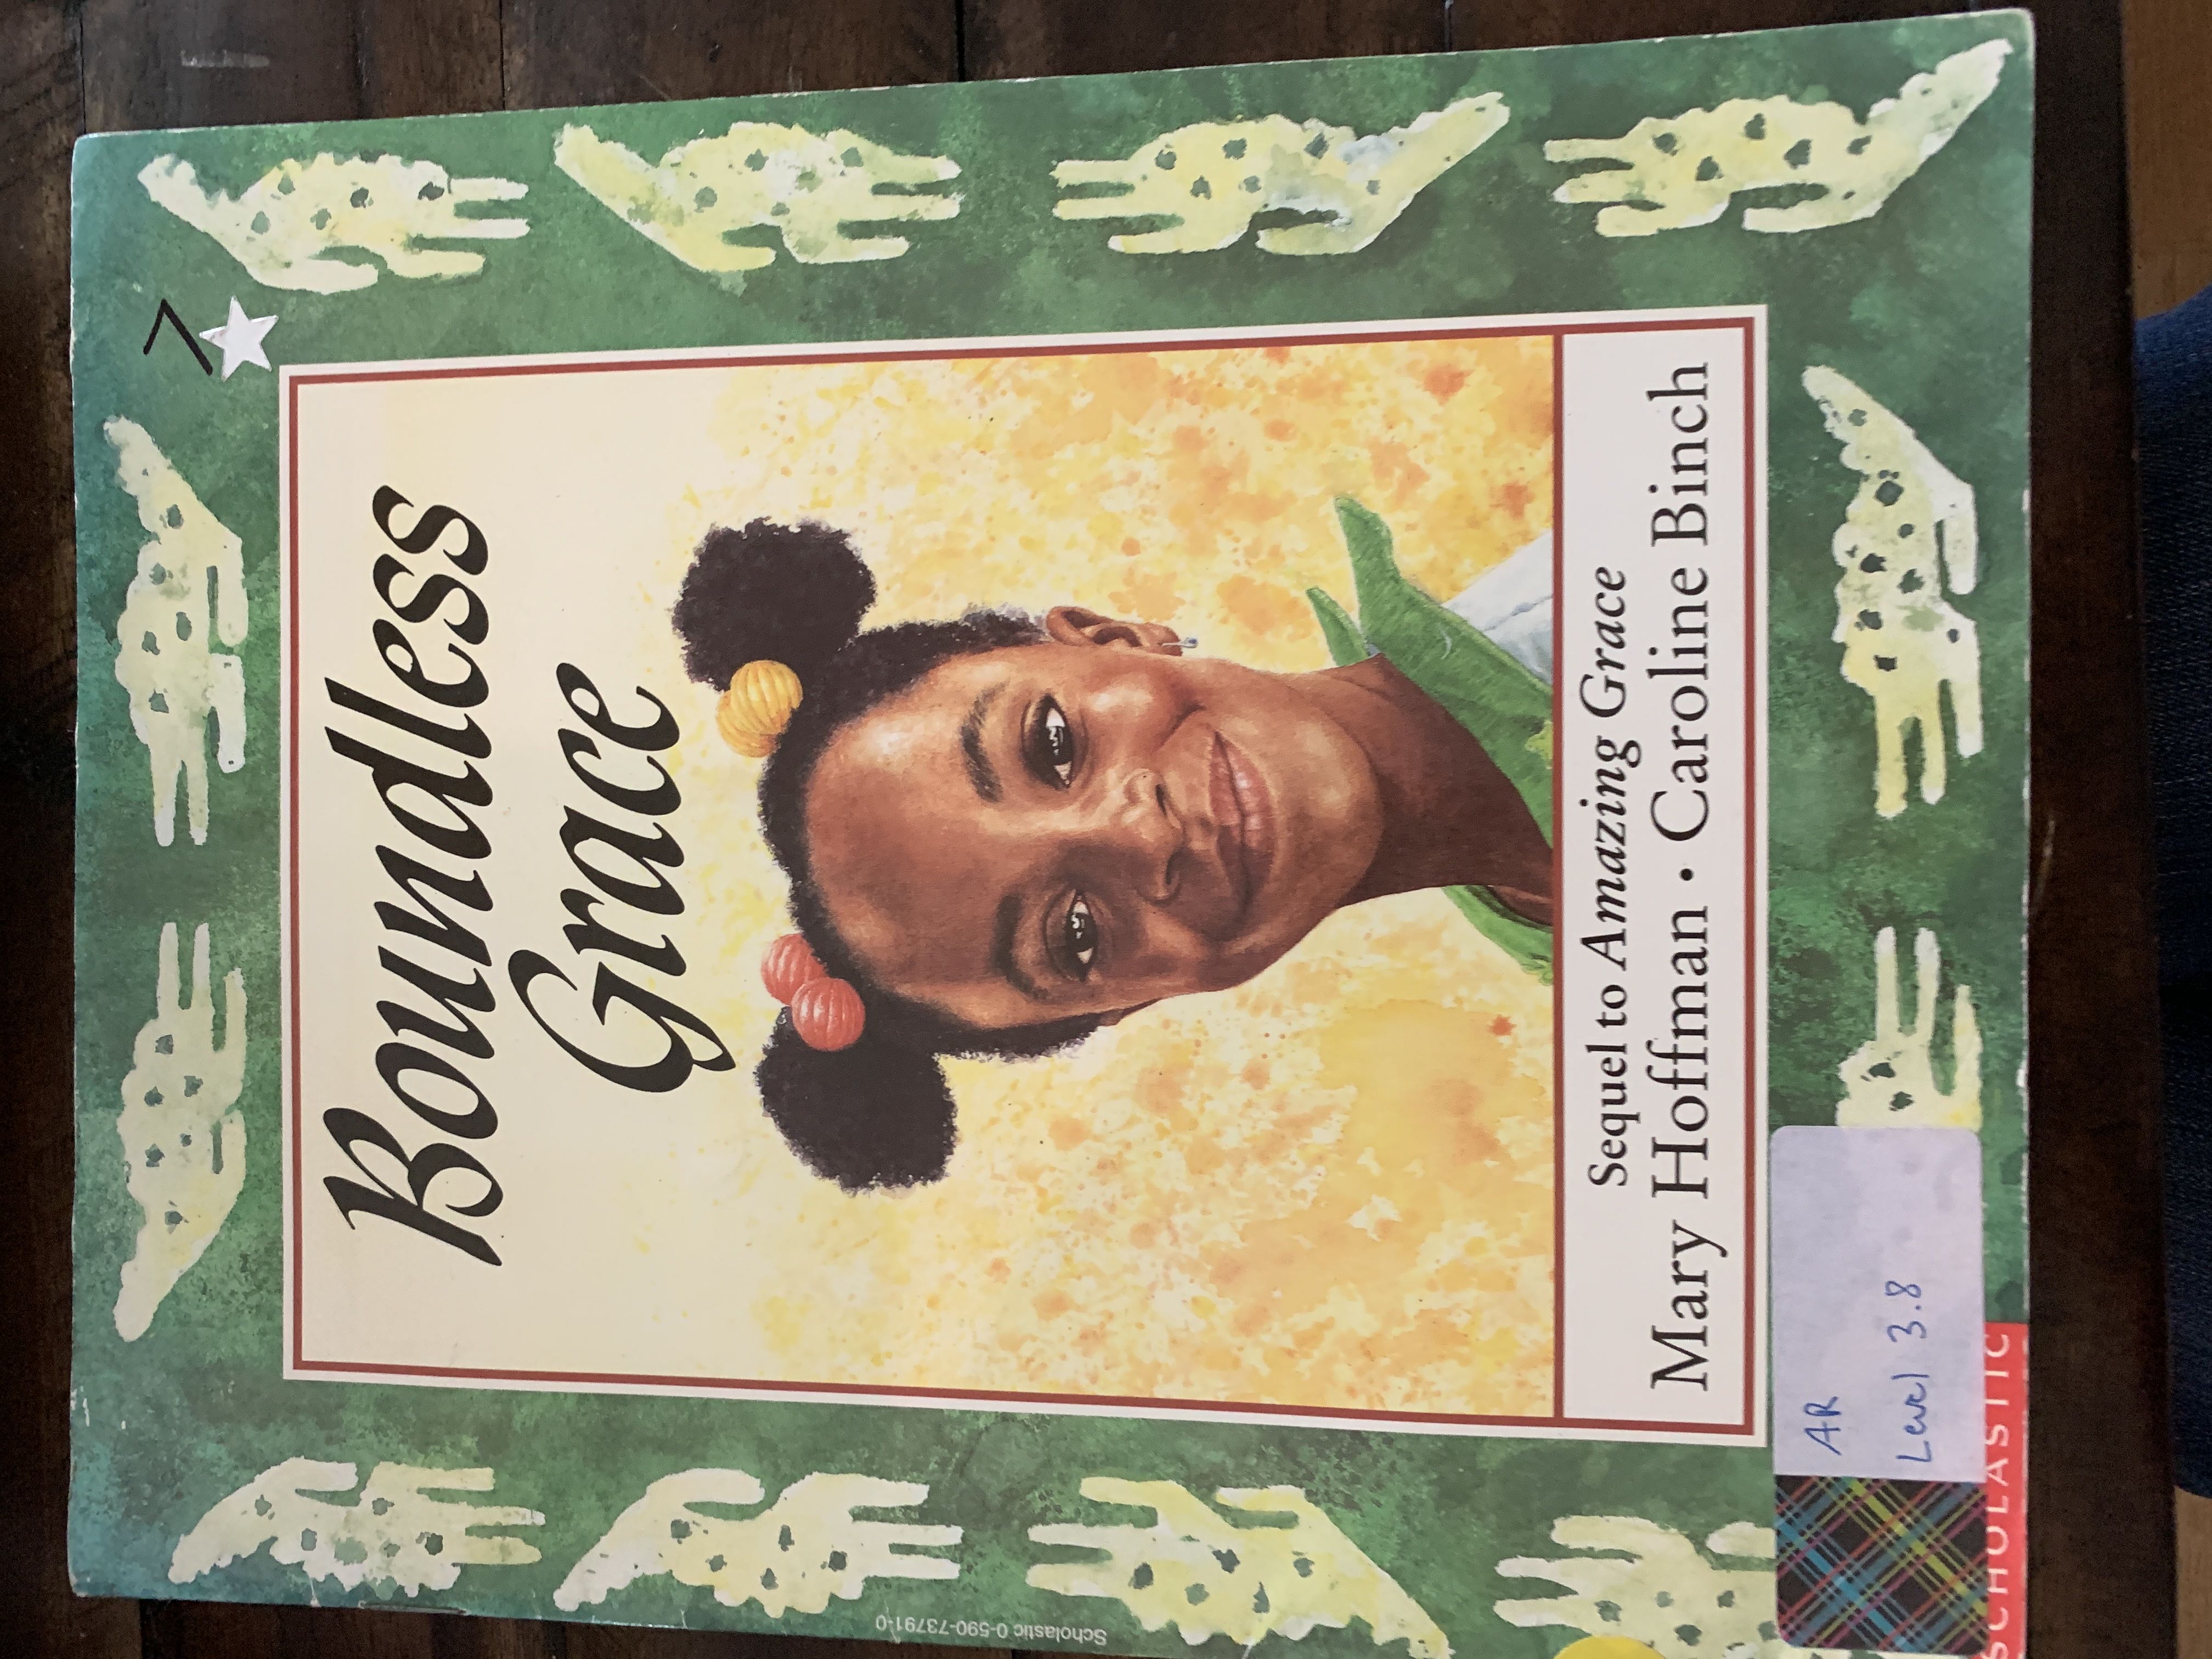 7
Boundless
Grace
Sequel to Amazing Grace
Mary Hoffman · Caroline Binch
AR
Level 3.8
SCHOLASTIC
Scholastic 0-590-73791-0